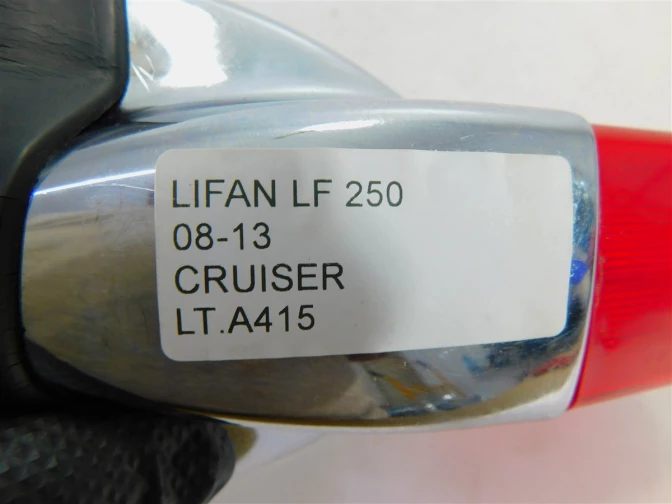 LIFAN LF 250
08-13
CRUISER
LT.A415